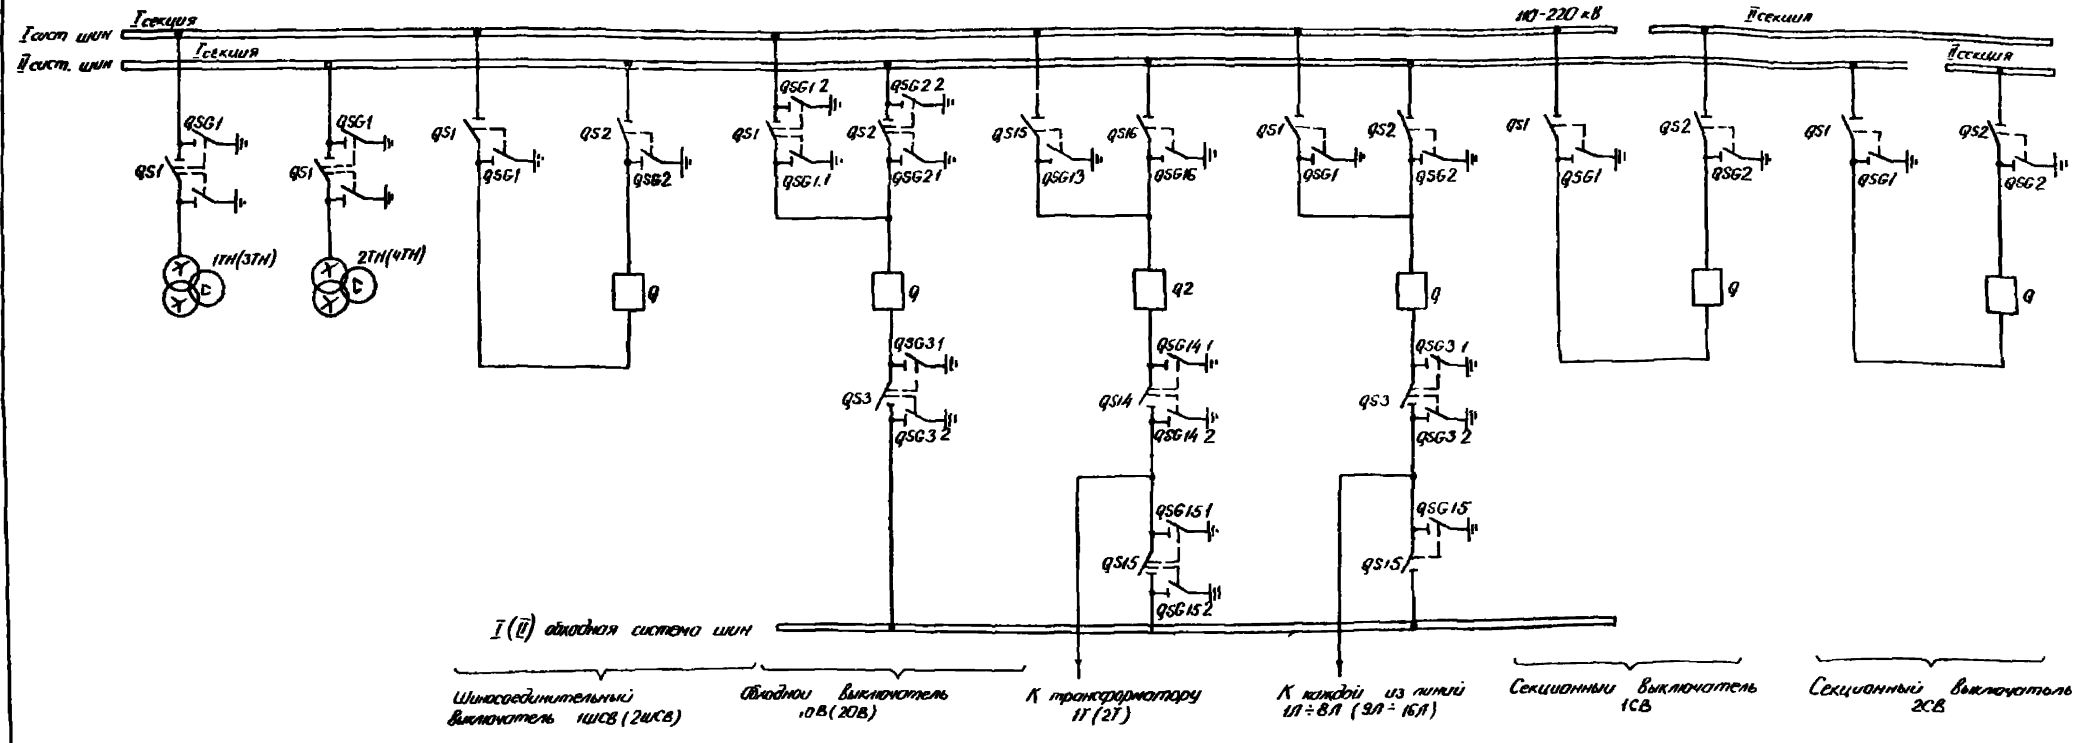 I секция
110-220 кВ
II секция
I сист шин
I секция
II сист. шин
II секция
QSG1
QSG1
QSG1 2
QSG2 2
QS1
QS2
QS1
QS2
QS15
QS16
QS1
QS2
QS1
QS2
QS1
QS2
QS1
QS1
QSG1
QSG2
QSG1.1
QSG2 1
QSG13
QSG16
QSG1
QSG2
QSG1
QSG2
QSG1
QSG2
1ТН(3ТН)
2ТН(4ТН)
Q
Q
Q2
Q
Q
Q
QSG3 1
QSG14 1
QSG3 1
QS3
QS14
QS3
QSG3 2
QSG14 2
QSG3 2
QSG15 1
QSG15
QS15
QS15
QSG15 2
I (II) обходная система шин
Шиносоединительный
выключатель 1ШСВ (2ШСВ)
Обходной выключатель
1ОВ (2ОВ)
К трансформатору
1Т (2Т)
К каждой из линий
1Л÷8Л (9Л÷16Л)
Секционный выключатель
1СВ
Секционный выключатель
2СВ